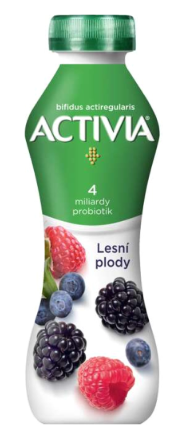 bifidus actiregularis
ACTIVIA
4
miliardy
probiotik
Lesní
plody